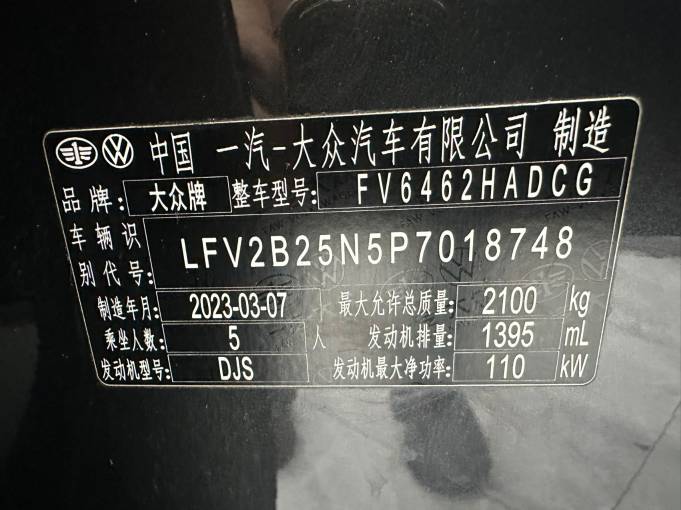 中国 一汽-大众汽车有限公司 制造
品牌: 大众牌 整车型号: FV6462HADCG
车辆识别代号: LFV2B25N5P7018748
制造年月: 2023-03-07 最大允许总质量: 2100 kg
乘坐人数: 5 人 发动机排量: 1395 mL
发动机型号: DJS 发动机最大净功率: 110 kW